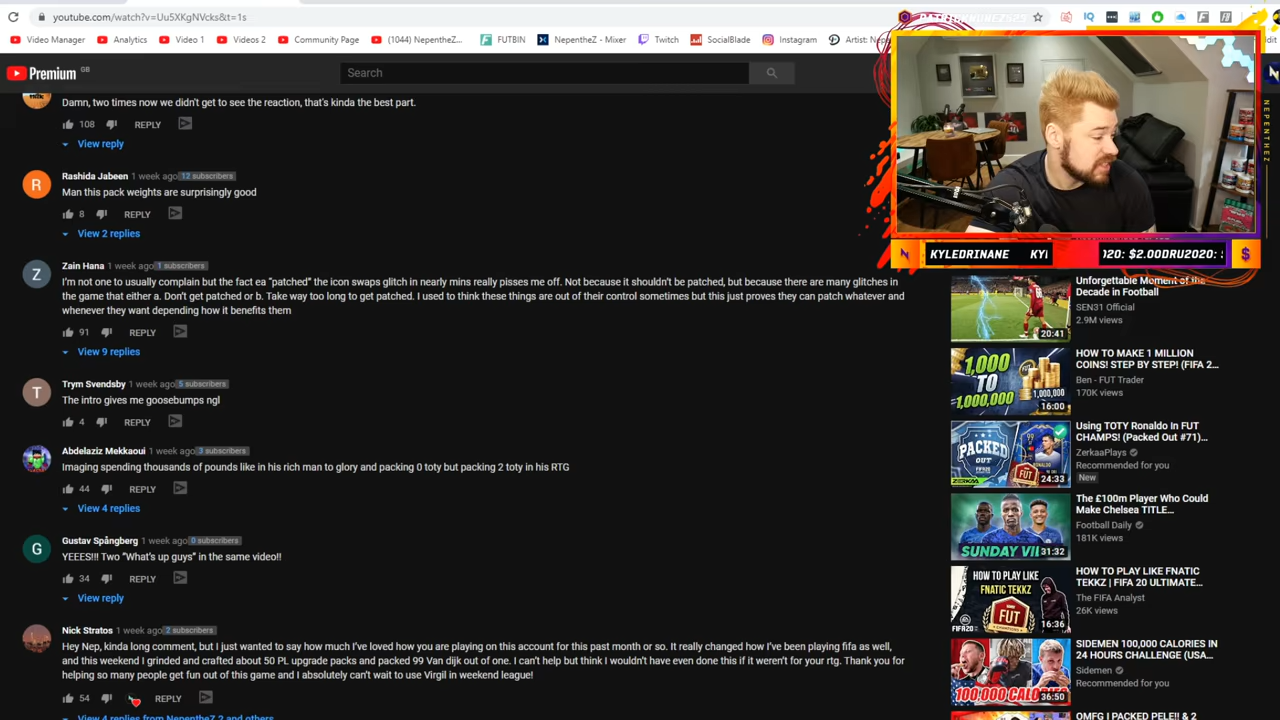 youtube.com/watch?v=Uu5XKgNVcks&t=1s
Video Manager
Analytics
Video 1
Videos 2
Community Page
(1044) NepentheZ...
FUTBIN
NepentheZ - Mixer
Twitch
SocialBlade
Instagram
Premium GB
Search
Damn, two times now we didn't get to see the reaction, that's kinda the best part.
108 REPLY
View reply
R
Rashida Jabeen 1 week ago 12 subscribers
Man this pack weights are surprisingly good
8 REPLY
View 2 replies
Z
Zain Hana 1 week ago 1 subscribers
I'm not one to usually complain but the fact ea “patched” the icon swaps glitch in nearly mins really pisses me off. Not because it shouldn't be patched, but because there are many glitches in
the game that either a. Don't get patched or b. Take way too long to get patched. I used to think these things are out of their control sometimes but this just proves they can patch whatever and
whenever they want depending how it benefits them
91 REPLY
View 9 replies
T
Trym Svendsby 1 week ago 5 subscribers
The intro gives me goosebumps ngl
4 REPLY
Abdelaziz Mekkaoui 1 week ago 3 subscribers
Imaging spending thousands of pounds like in his rich man to glory and packing 0 toty but packing 2 toty in his RTG
44 REPLY
View 4 replies
G
Gustav Spångberg 1 week ago 0 subscribers
YEEES!!! Two “What's up guys” in the same video!!
34 REPLY
View reply
Nick Stratos 1 week ago 2 subscribers
Hey Nep, kinda long comment, but I just wanted to say how much I've loved how you are playing on this account for this past month or so. It really changed how I've been playing fifa as well,
and this weekend I grinded and crafted about 50 PL upgrade packs and packed 99 Van dijk out of one. I can't help but think I wouldn't have even done this if it weren't for your rtg. Thank you for
helping so many people get fun out of this game and I absolutely can't wait to use Virgil in weekend league!
54 REPLY
View 4 replies from NepentheZ 2 and others
NEPENTHEZ
KYLEDRINANE
$2.00DRU2020:
Unforgettable Moment of the
Decade in Football
SEN31 Official
2.9M views
20:41
HOW TO MAKE 1 MILLION
COINS! STEP BY STEP! (FIFA 2...
Ben - FUT Trader
170K views
1,000
TO
1,000,000
16:00
Using TOTY Ronaldo In FUT
CHAMPS! (Packed Out #71)...
ZerkaaPlays
Recommended for you
New
PACKED
OUT
24:33
The £100m Player Who Could
Make Chelsea TITLE...
Football Daily
181K views
SUNDAY VI
31:32
HOW TO PLAY LIKE FNATIC
TEKKZ | FIFA 20 ULTIMATE...
The FIFA Analyst
26K views
HOW TO PLAY LIKE
FNATIC TEKKZ
FUT
16:36
SIDEMEN 100,000 CALORIES IN
24 HOURS CHALLENGE (USA...
Sidemen
Recommended for you
100,000 CALO
36:50
OMFG I PACKED PELE!! & 2